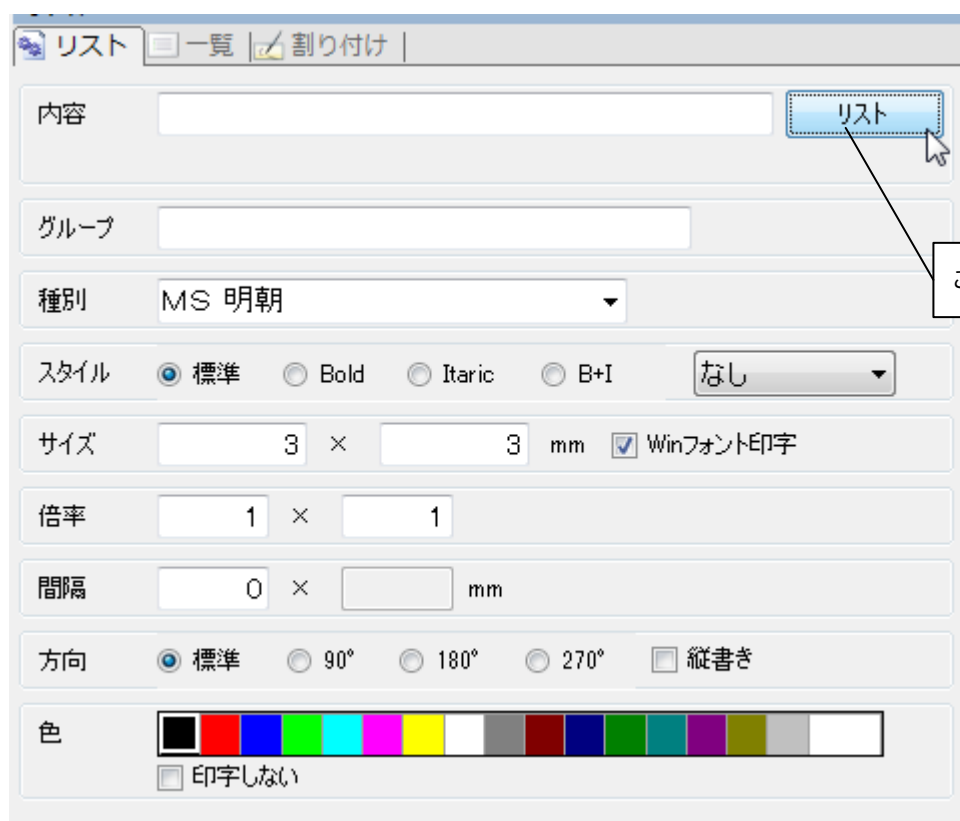 リスト 一覧 割り付け
内容 リスト
グループ
種別 MS 明朝
スタイル 標準 Bold Itaric B+I なし
サイズ 3 × 3 mm Winフォント印字
倍率 1 × 1
間隔 0 × mm
方向 標準 90° 180° 270° 縦書き
色
印字しない